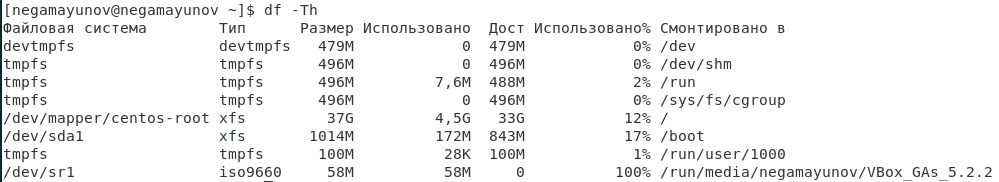 [negamayunov@negamayunov ~]$ df -Th
Файловая система Тип Размер Использовано Дост Использовано% Смонтировано в
devtmpfs devtmpfs 479M 0 479M 0% /dev
tmpfs tmpfs 496M 0 496M 0% /dev/shm
tmpfs tmpfs 496M 7,6M 488M 2% /run
tmpfs tmpfs 496M 0 496M 0% /sys/fs/cgroup
/dev/mapper/centos-root xfs 37G 4,5G 33G 12% /
/dev/sda1 xfs 1014M 172M 843M 17% /boot
tmpfs tmpfs 100M 28K 100M 1% /run/user/1000
/dev/sr1 iso9660 58M 58M 0 100% /run/media/negamayunov/VBox_GAs_5.2.2